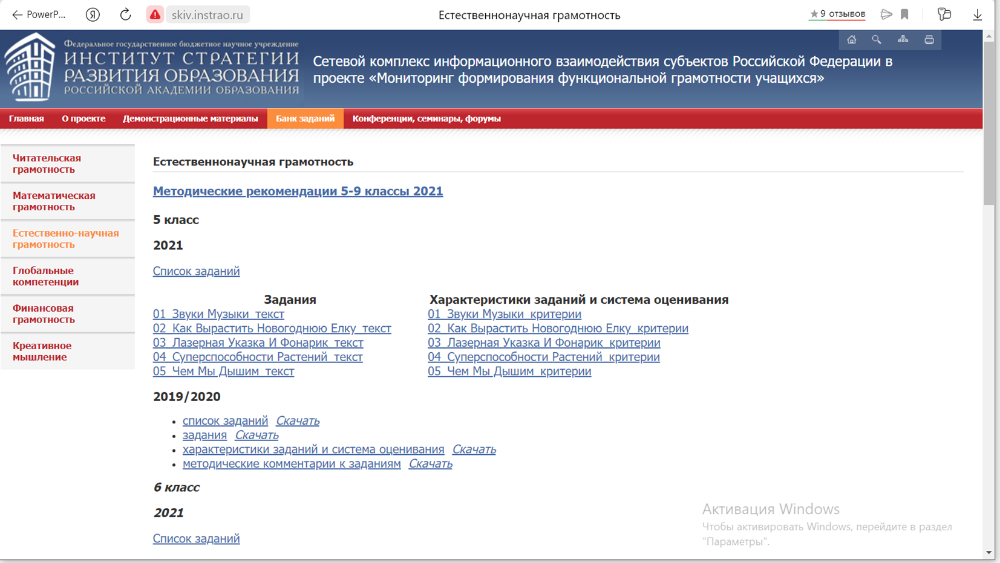 PowerP...
Я
skiv.instrao.ru
Естественнонаучная грамотность
★9 отзывов
Федеральное государственное бюджетное научное учреждение
ИНСТИТУТ СТРАТЕГИИ
РАЗВИТИЯ ОБРАЗОВАНИЯ
РОССИЙСКОЙ АКАДЕМИИ ОБРАЗОВАНИЯ
Сетевой комплекс информационного взаимодействия субъектов Российской Федерации в
проекте «Мониторинг формирования функциональной грамотности учащихся»
Главная О проекте Демонстрационные материалы Банк заданий Конференции, семинары, форумы
Читательская
грамотность
Математическая
грамотность
Естественно-научная
грамотность
Глобальные
компетенции
Финансовая
грамотность
Креативное
мышление
Естественнонаучная грамотность
Методические рекомендации 5-9 классы 2021
5 класс
2021
Список заданий
Задания Характеристики заданий и система оценивания
01_Звуки Музыки_текст 01_Звуки Музыки_критерии
02_Как Вырастить Новогоднюю Елку_текст 02_Как Вырастить Новогоднюю Елку_критерии
03_Лазерная Указка И Фонарик_текст 03_Лазерная Указка И Фонарик_критерии
04_Суперспособности Растений_текст 04_Суперспособности Растений_критерии
05_Чем Мы Дышим_текст 05_Чем Мы Дышим_критерии
2019/2020
• список заданий Скачать
• задания Скачать
• характеристики заданий и система оценивания Скачать
• методические комментарии к заданиям Скачать
6 класс
2021
Список заданий
Активация Windows
Чтобы активировать Windows, перейдите в раздел
"Параметры".